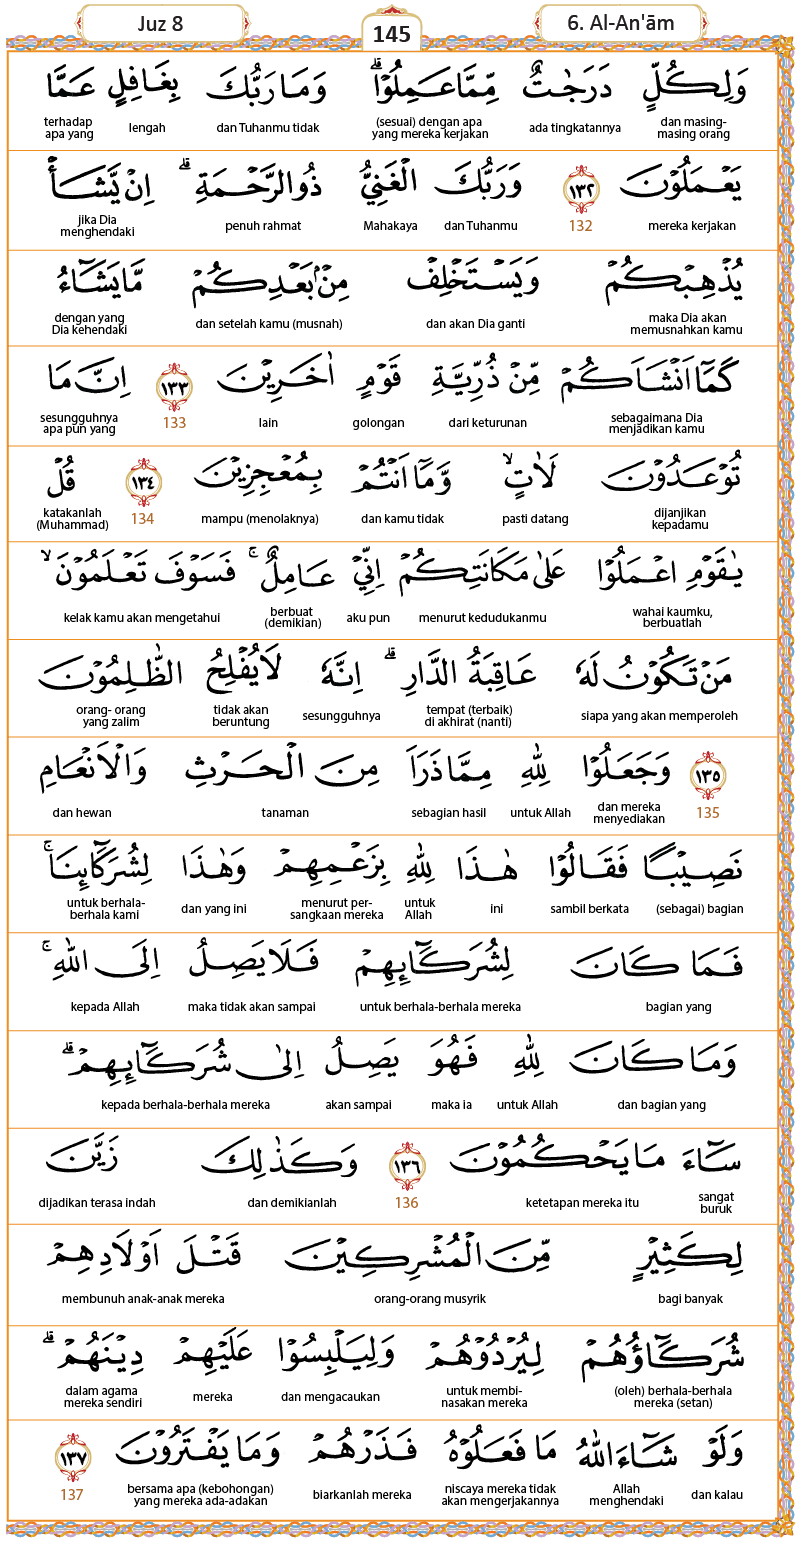 Juz 8
145
6. Al-An'ām
وَلِكُلٍّ دَرَجٰتٌ مِّمَّا عَمِلُوْاۗ وَمَا رَبُّكَ بِغَافِلٍ عَمَّا
dan masing-masing orang ada tingkatannya (sesuai) dengan apa yang mereka kerjakan dan Tuhanmu tidak lengah terhadap apa yang
يَعْمَلُوْنَ ١٣٢ وَرَبُّكَ الْغَنِيُّ ذُو الرَّحْمَةِ ۗ اِنْ يَّشَأْ
mereka kerjakan 132 dan Tuhanmu Mahakaya penuh rahmat jika Dia menghendaki
يُذْهِبْكُمْ وَيَسْتَخْلِفْ مِنْۢ بَعْدِكُمْ مَّا يَشَاۤءُ
maka Dia akan memusnahkan kamu dan akan Dia ganti dan setelah kamu (musnah) dengan yang Dia kehendaki
كَمَآ اَنْشَاَكُمْ مِّنْ ذُرِّيَّةِ قَوْمٍ اٰخَرِيْنَ ١٣٣ اِنَّ مَا
sebagaimana Dia menjadikan kamu dari keturunan golongan lain 133 sesungguhnya apa pun yang
تُوْعَدُوْنَ لَاٰتٍۙ وَّمَآ اَنْتُمْ بِمُعْجِزِيْنَ ١٣٤ قُلْ
dijanjikan kepadamu pasti datang dan kamu tidak mampu (menolaknya) 134 katakanlah (Muhammad)
يٰقَوْمِ اعْمَلُوْا عَلٰى مَكَانَتِكُمْ اِنِّيْ عَامِلٌ ۚ فَسَوْفَ تَعْلَمُوْنَۙ
wahai kaumku, berbuatlah menurut kedudukanmu aku pun berbuat (demikian) kelak kamu akan mengetahui
مَنْ تَكُوْنُ لَهٗ عَاقِبَةُ الدَّارِۗ اِنَّهٗ لَا يُفْلِحُ الظّٰلِمُوْنَ
siapa yang akan memperoleh tempat (terbaik) di akhirat (nanti) sesungguhnya tidak akan beruntung orang- orang yang zalim
١٣٥ وَجَعَلُوْا لِلّٰهِ مِمَّا ذَرَاَ مِنَ الْحَرْثِ وَالْاَنْعَامِ
135 dan mereka menyediakan untuk Allah sebagian hasil tanaman dan hewan
نَصِيْبًا فَقَالُوْا هٰذَا لِلّٰهِ بِزَعْمِهِمْ وَهٰذَا لِشُرَكَاۤىِٕنَاۚ
(sebagai) bagian sambil berkata ini untuk Allah menurut per-sangkaan mereka dan yang ini untuk berhala-berhala kami
فَمَا كَانَ لِشُرَكَاۤىِٕهِمْ فَلَا يَصِلُ اِلَى اللّٰهِ ۚ
bagian yang untuk berhala-berhala mereka maka tidak akan sampai kepada Allah
وَمَا كَانَ لِلّٰهِ فَهُوَ يَصِلُ اِلٰى شُرَكَاۤىِٕهِمْۗ
dan bagian yang untuk Allah maka ia akan sampai kepada berhala-berhala mereka
سَاۤءَ مَا يَحْكُمُوْنَ ١٣٦ وَكَذٰلِكَ زَيَّنَ
sangat buruk ketetapan mereka itu 136 dan demikianlah dijadikan terasa indah
لِكَثِيْرٍ مِّنَ الْمُشْرِكِيْنَ قَتْلَ اَوْلَادِهِمْ
bagi banyak orang-orang musyrik membunuh anak-anak mereka
شُرَكَاۤؤُهُمْ لِيُرْدُوْهُمْ وَلِيَلْبِسُوْا عَلَيْهِمْ دِيْنَهُمْۗ
(oleh) berhala-berhala mereka (setan) untuk membi-nasakan mereka dan mengacaukan mereka dalam agama mereka sendiri
وَلَوْ شَاۤءَ اللّٰهُ مَا فَعَلُوْهُ فَذَرْهُمْ وَمَا يَفْتَرُوْنَ ١٣٧
dan kalau Allah menghendaki niscaya mereka tidak akan mengerjakannya biarkanlah mereka bersama apa (kebohongan) yang mereka ada-adakan 137